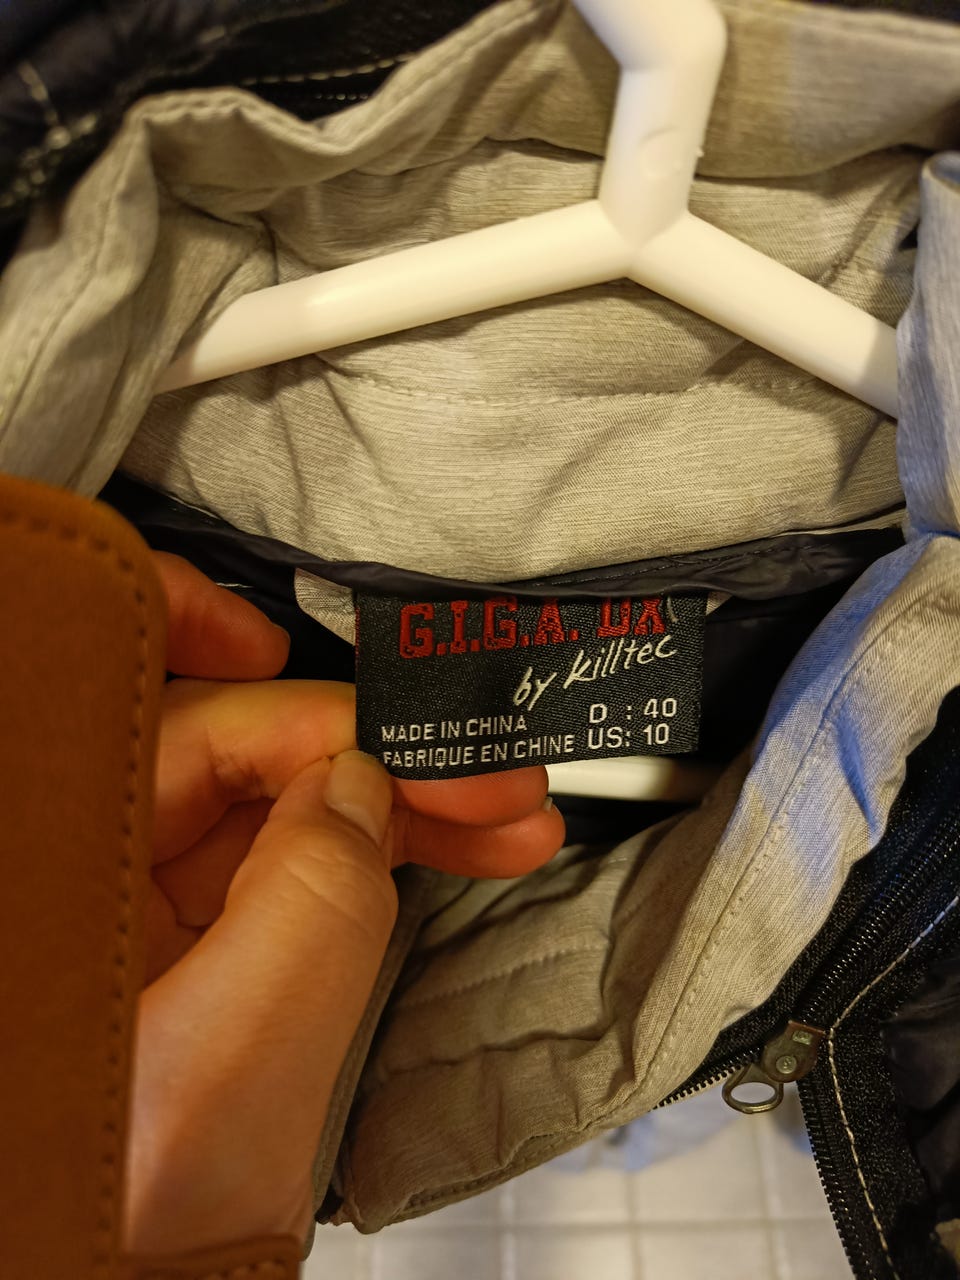 G.I.G.A. DX
by killtec
MADE IN CHINA
FABRIQUE EN CHINE
D : 40
US: 10